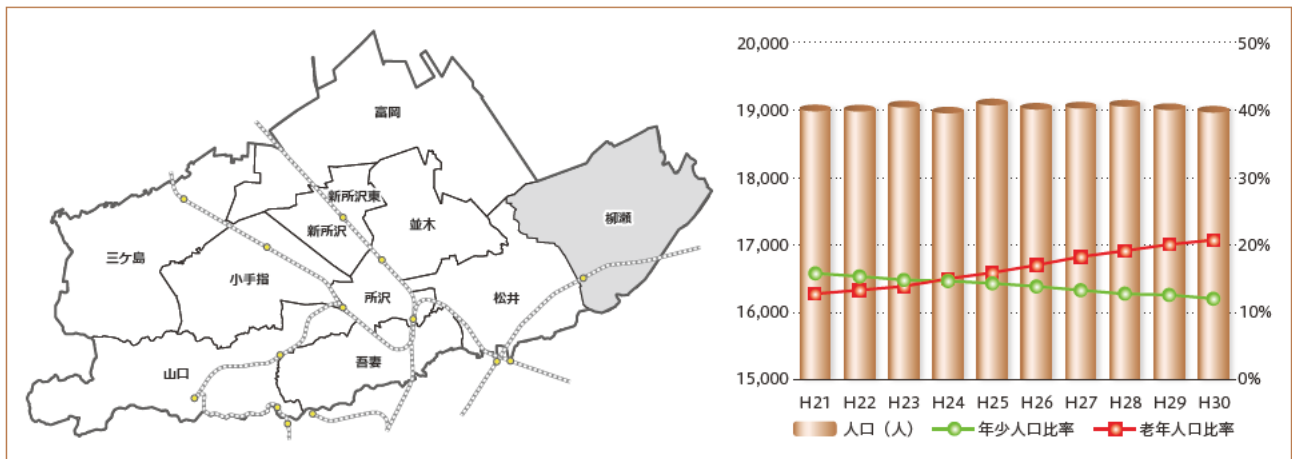 富岡
新所沢東
新所沢
並木
柳瀬
三ケ島
小手指
所沢
松井
吾妻
山口
20,000
19,000
18,000
17,000
16,000
15,000
50%
40%
30%
20%
10%
0%
H21 H22 H23 H24 H25 H26 H27 H28 H29 H30
人口（人） 年少人口比率 老年人口比率